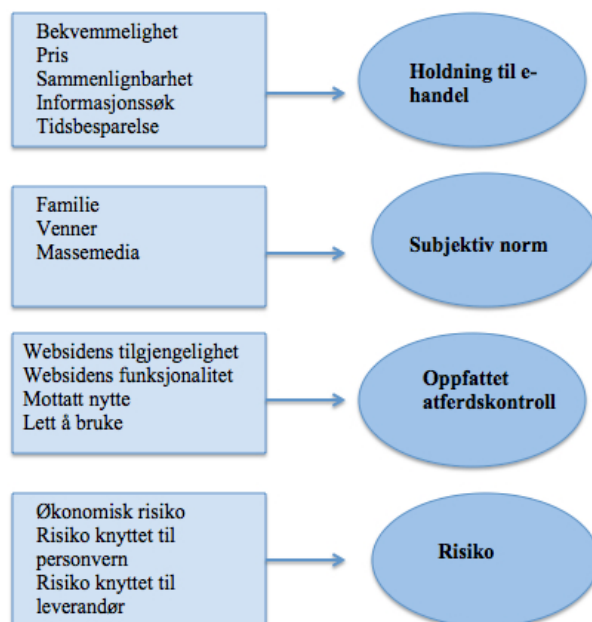 Bekvemmelighet
Pris
Sammenlignbarhet
Informasjonssøk
Tidsbesparelse
Holdning til e-
handel
Familie
Venner
Massemedia
Subjektiv norm
Websidens tilgjengelighet
Websidens funksjonalitet
Mottatt nytte
Lett å bruke
Oppfattet
atferdskontroll
Økonomisk risiko
Risiko knyttet til
personvern
Risiko knyttet til
leverandør
Risiko